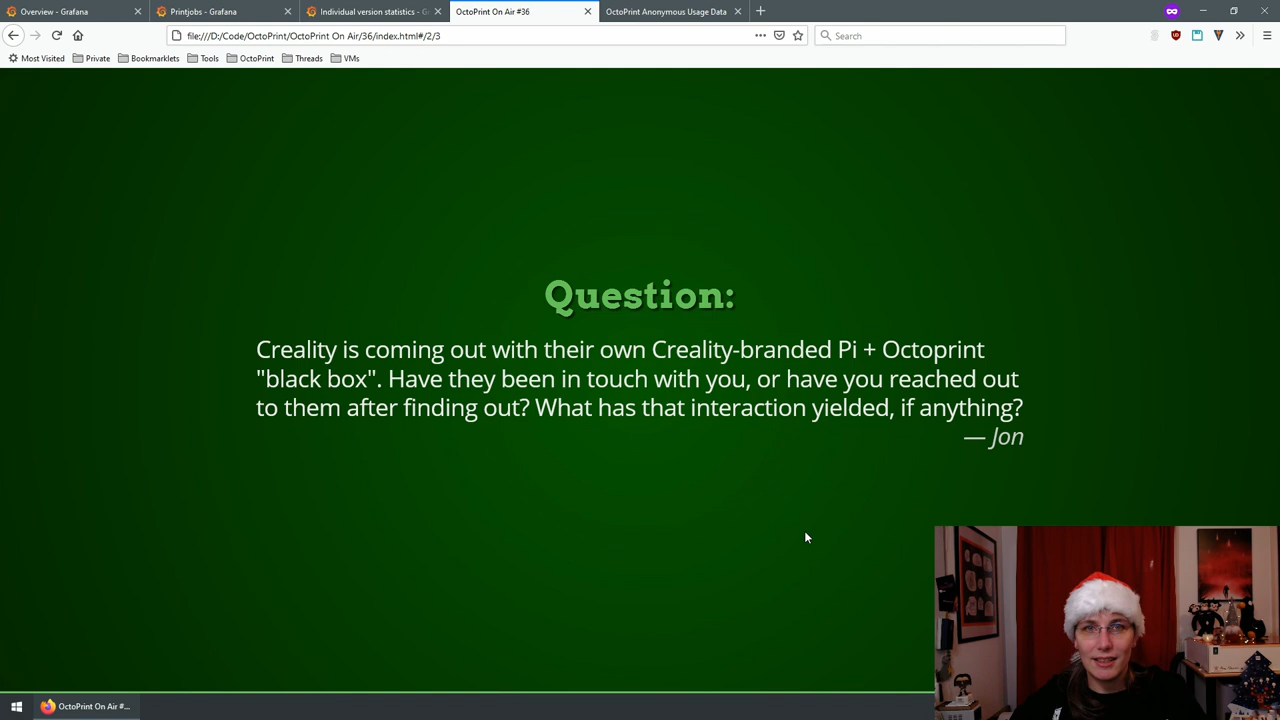 Overview - Grafana
Printjobs - Grafana
Individual version statistics - G
OctoPrint On Air #36
OctoPrint Anonymous Usage Data
file:///D:/Code/OctoPrint/OctoPrint On Air/36/index.html#/2/3
Search
Most Visited
Private
Bookmarklets
Tools
OctoPrint
Threads
VMs
Question:
Creality is coming out with their own Creality-branded Pi + Octoprint
"black box". Have they been in touch with you, or have you reached out
to them after finding out? What has that interaction yielded, if anything?
— Jon
OctoPrint On Air #...